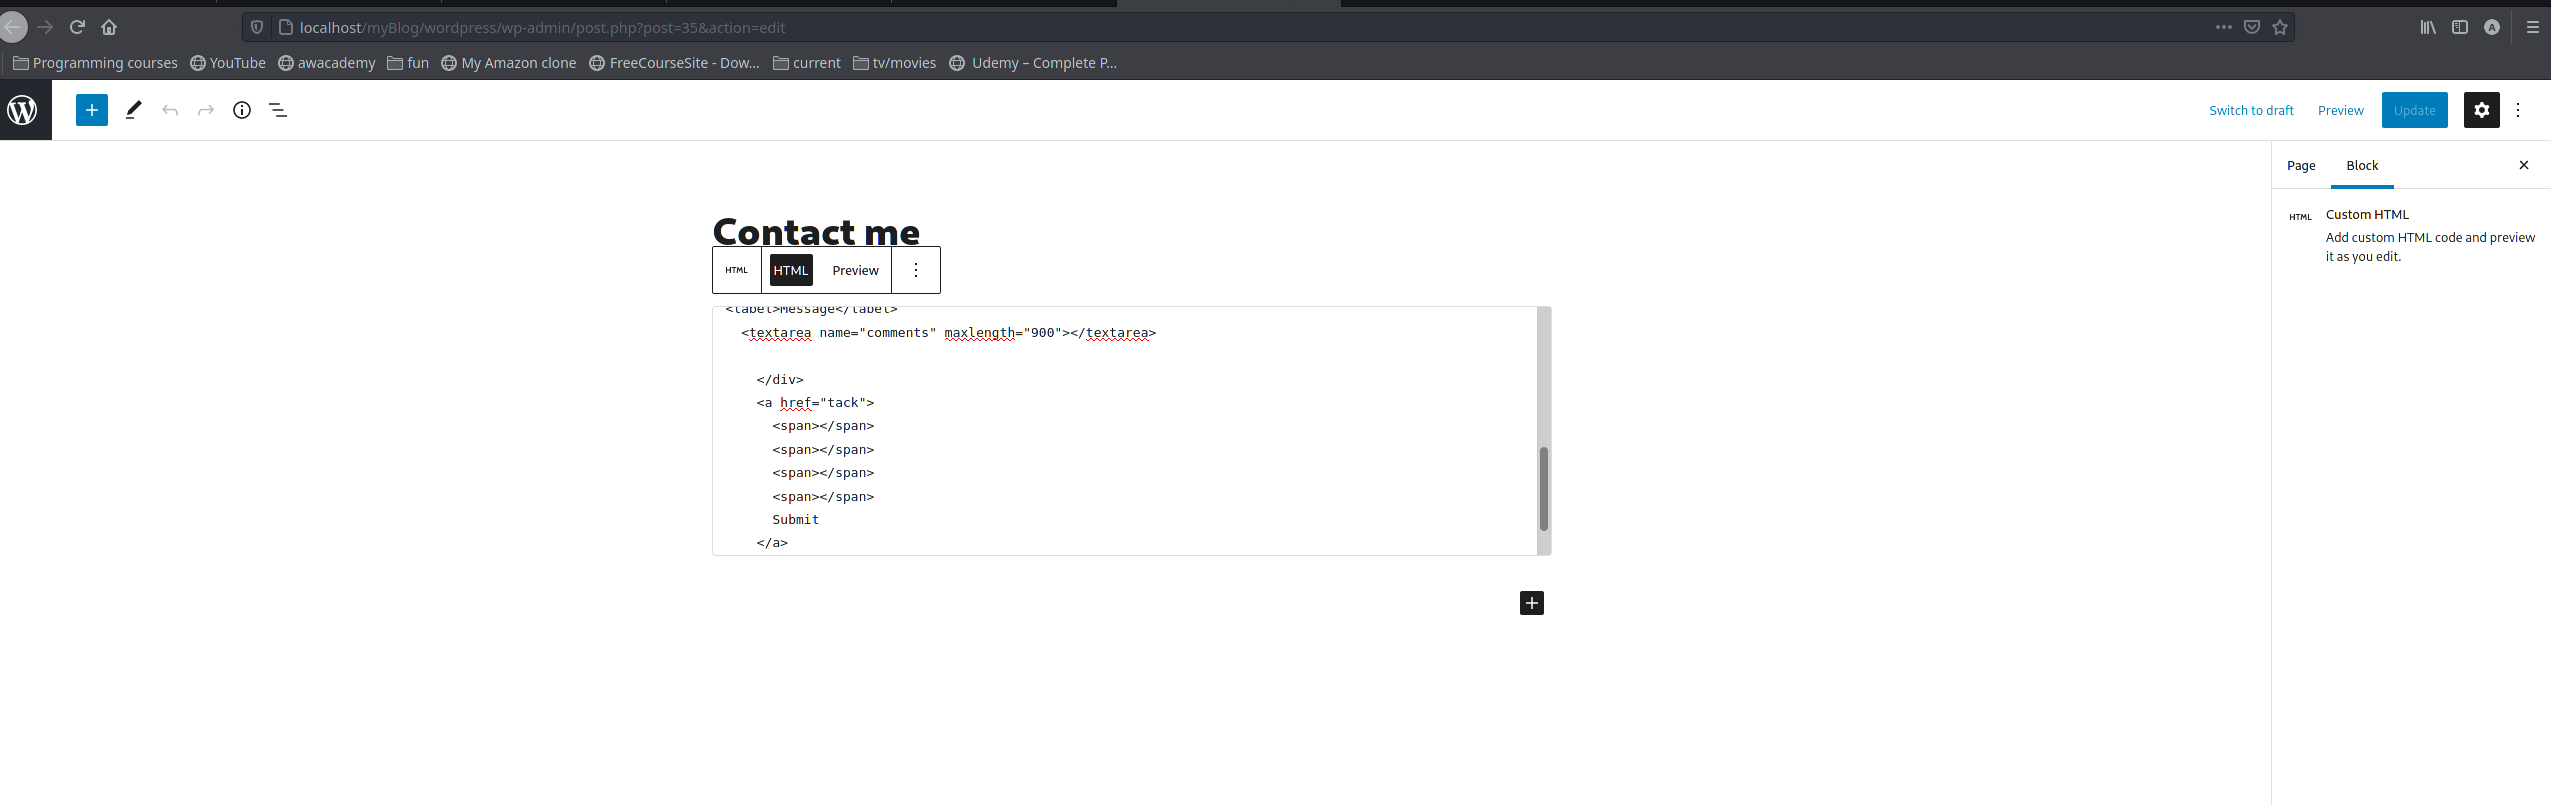 localhost/myBlog/wordpress/wp-admin/post.php?post=35&action=edit
A
Programming courses YouTube awacademy fun My Amazon clone FreeCourseSite - Dow... current tv/movies Udemy – Complete P...
Switch to draft Preview Update
Page Block
Contact me
HTML HTML Preview
HTML Custom HTML
Add custom HTML code and preview
it as you edit.
<label>Message</label>
<textarea name="comments" maxlength="900"></textarea>
</div>
<a href="tack">
<span></span>
<span></span>
<span></span>
<span></span>
Submit
</a>